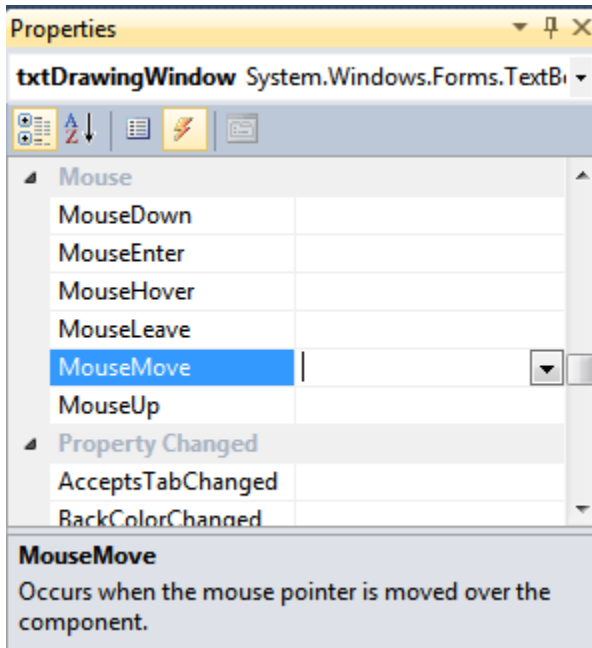 Properties
txtDrawingWindow System.Windows.Forms.TextB
Mouse
MouseDown
MouseEnter
MouseHover
MouseLeave
MouseMove
MouseUp
Property Changed
AcceptsTabChanged
BackColorChanged
MouseMove
Occurs when the mouse pointer is moved over the
component.